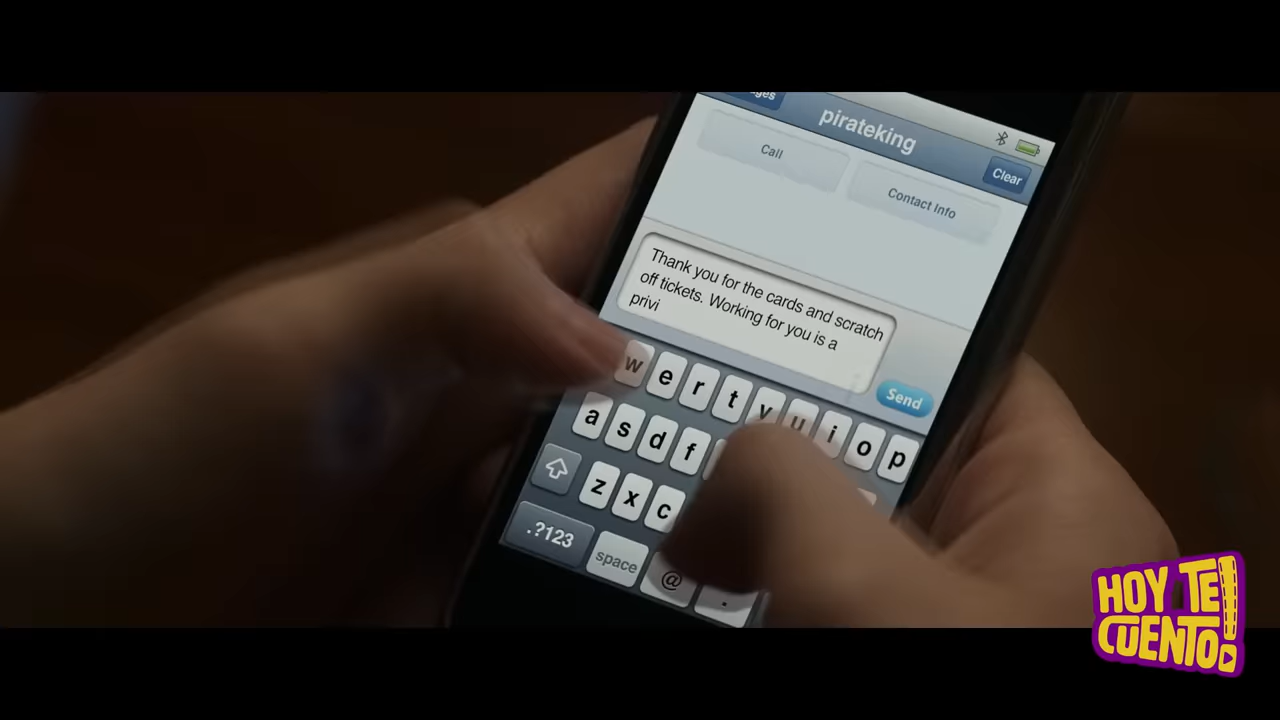 pirateking
Call
Contact Info
Clear
Thank you for the cards and scratch
off tickets. Working for you is a
privi
Send
w e r t y u i o p
a s d f
z x c
.?123
space
@
.
HOY TE
CUENTO!